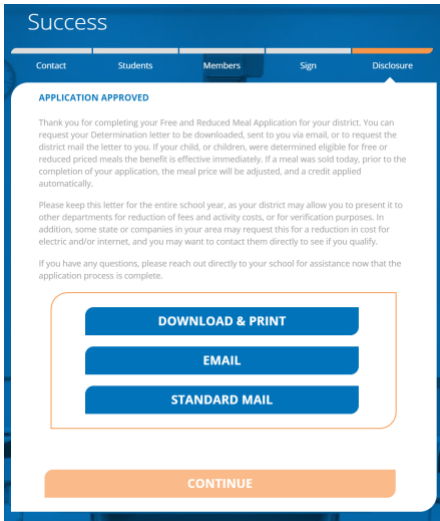 Success
Contact Students Members Sign Disclosure
APPLICATION APPROVED
Thank you for completing your Free and Reduced Meal Application for your district. You can
request your Determination letter to be downloaded, sent to you via email, or to request the
district mail the letter to you. If your child, or children, were determined eligible for free or
reduced priced meals the benefit is effective immediately. If a meal was sold today, prior to the
completion of your application, the meal price will be adjusted, and a credit applied
automatically.
Please keep this letter for the entire school year, as your district may allow you to present it to
other departments for reduction of fees and activity costs, or for verification purposes. In
addition, some state or companies in your area may request this for a reduction in cost for
electric and/or internet, and you may want to contact them directly to see if you qualify.
If you have any questions, please reach out directly to your school for assistance now that the
application process is complete.
DOWNLOAD & PRINT
EMAIL
STANDARD MAIL
CONTINUE